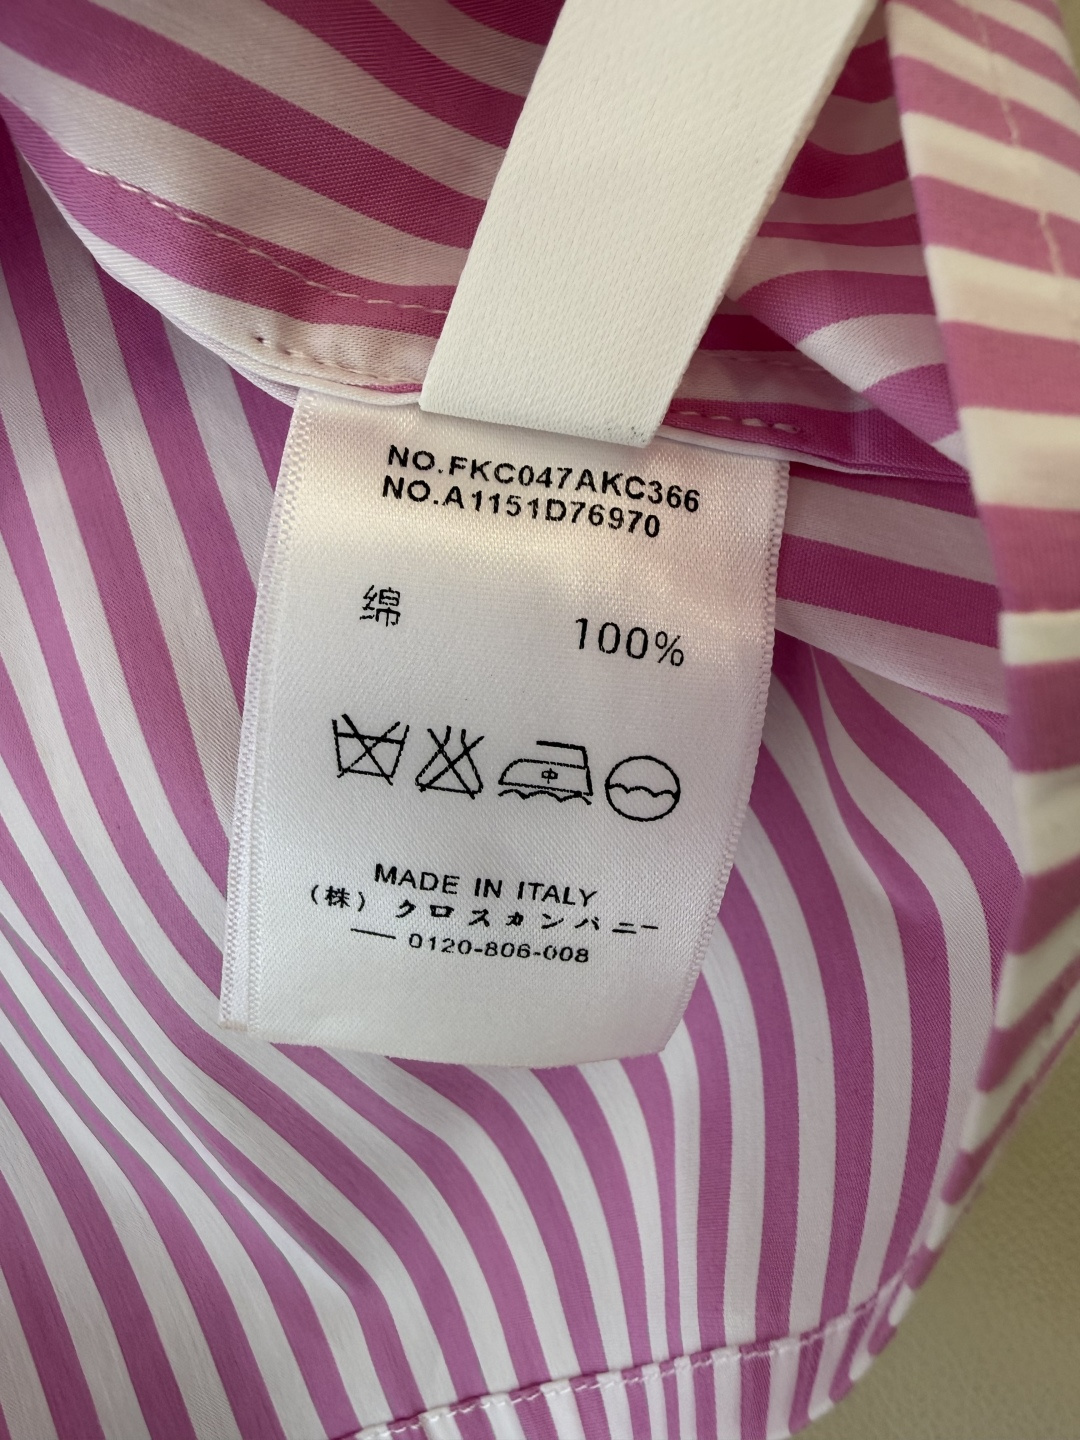 NO.FKC047AKC366
NO.A1151D76970
绵 100%
中
MADE IN ITALY
(株) クロスカンパニー
── 0120-806-008